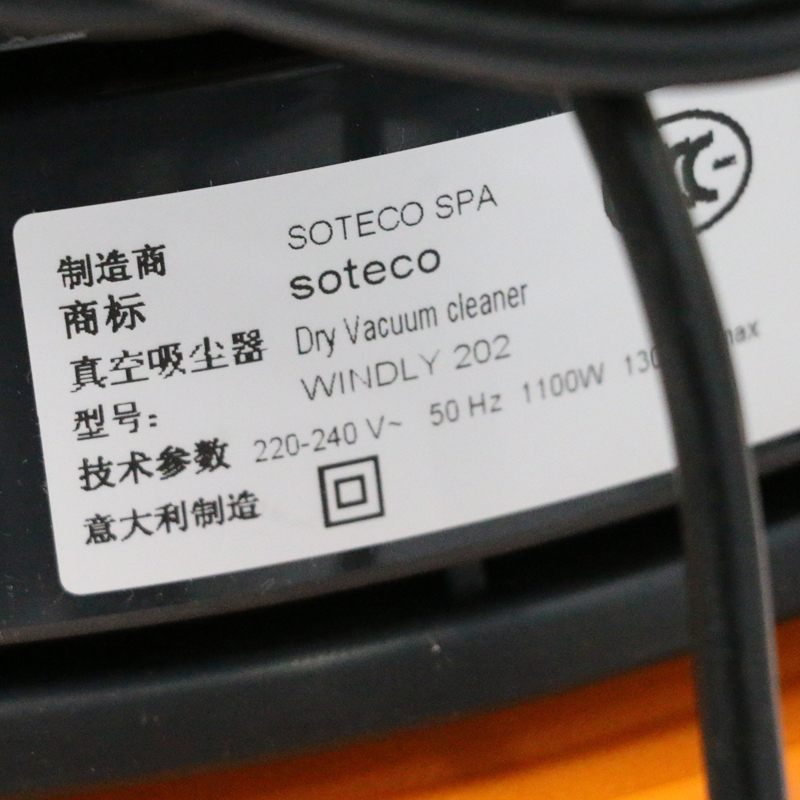 制造商 SOTECO SPA
商标 soteco
真空吸尘器 Dry Vacuum cleaner
型号: WINDLY 202
技术参数 220-240 V~ 50 Hz 1100W
意大利制造